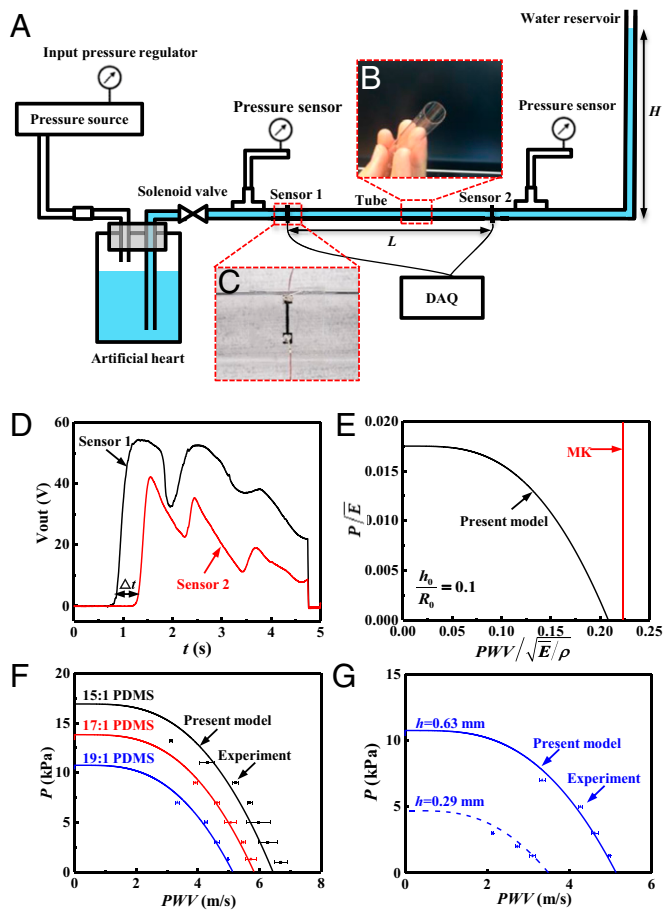 A
Water reservoir
Input pressure regulator
Pressure source
Pressure sensor
B
Pressure sensor
H
Solenoid valve
Sensor 1
Tube
Sensor 2
L
C
DAQ
Artificial heart
D
60
40
20
0
Vout (V)
Sensor 1
Sensor 2
Δt
0 1 2 3 4 5
t (s)
E
0.020
0.015
0.010
0.005
0.000
P/E̅
MK
Present model
h₀/R₀ = 0.1
0.00 0.05 0.10 0.15 0.20 0.25
PWV/√E̅/ρ
F
20
15
10
5
0
P (kPa)
15:1 PDMS
17:1 PDMS
19:1 PDMS
Present model
Experiment
0 2 4 6 8
PWV (m/s)
G
15
10
5
0
P (kPa)
h=0.63 mm
Present model
Experiment
h=0.29 mm
0 2 4 6
PWV (m/s)